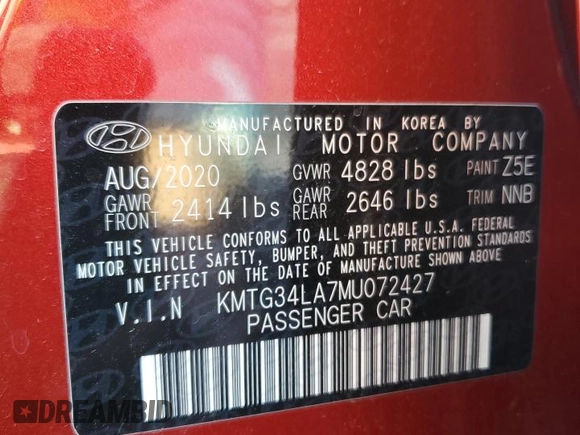 MANUFACTURED IN KOREA BY
HYUNDAI MOTOR COMPANY
AUG/2020 GVWR 4828 lbs PAINT Z5E
GAWR FRONT 2414 lbs GAWR REAR 2646 lbs TRIM NNB
THIS VEHICLE CONFORMS TO ALL APPLICABLE U.S.A. FEDERAL
MOTOR VEHICLE SAFETY, BUMPER, AND THEFT PREVENTION STANDARDS
IN EFFECT ON THE DATE OF MANUFACTURE SHOWN ABOVE.
V.I.N KMTG34LA7MU072427
PASSENGER CAR
DREAMBID